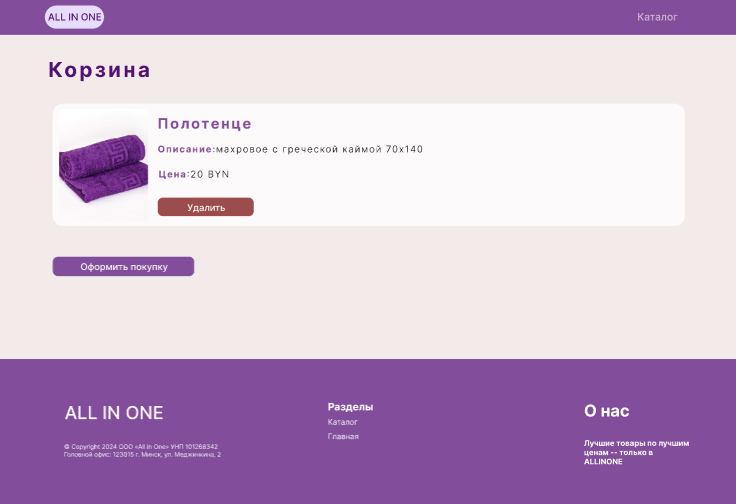 ALL IN ONE
Каталог
Корзина
Полотенце
Описание:махровое с греческой каймой 70х140
Цена:20 BYN
Удалить
Оформить покупку
ALL IN ONE
© Copyright 2024 ООО «All in One» УНП 101268342
Головной офис: 123015 г. Минск, ул. Меджинкина, 2
Разделы
Каталог
Главная
О нас
Лучшие товары по лучшим
ценам -- только в
ALLINONE